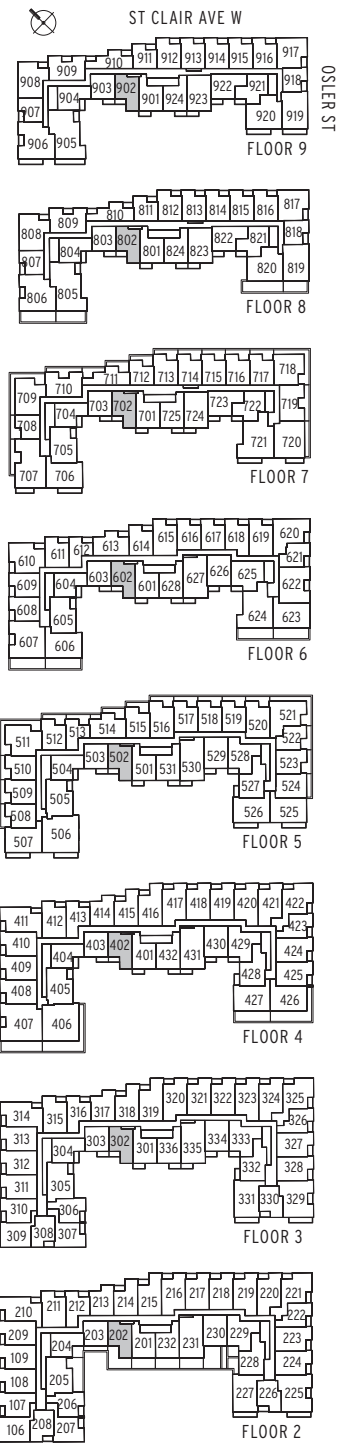 ST CLAIR AVE W
OSLER ST
909 910 911 912 913 914 915 916 917
908 904 903 902 901 924 923 922 921 918
907
906 905 920 919
FLOOR 9
809 810 811 812 813 814 815 816 817
808 804 803 802 801 824 823 822 821 818
807
806 805 820 819
FLOOR 8
710 711 712 713 714 715 716 717 718
709 704 703 702 701 725 724 723 722 719
708 705
707 706 721 720
FLOOR 7
610 611 612 613 614 615 616 617 618 619 620
621
609 604 603 602 601 628 627 626 625 622
608 605
607 606 624 623
FLOOR 6
511 512 513 514 515 516 517 518 519 520 521
522
510 504 503 502 501 531 530 529 528 523
509 505 527 524
508
507 506 526 525
FLOOR 5
411 412 413 414 415 416 417 418 419 420 421 422
423
410 404 403 402 401 432 431 430 429 424
409 405 428 425
408
407 406 427 426
FLOOR 4
314 315 316 317 318 319 320 321 322 323 324 325
326
313 304 303 302 301 336 335 334 333 327
312 305 332 328
311
310 306 331 330 329
309 308 307
FLOOR 3
210 211 212 213 214 215 216 217 218 219 220 221
222
209 204 203 202 201 232 231 230 229 223
109 205 228 224
108
107 206 227 226 225
106 208 207
FLOOR 2